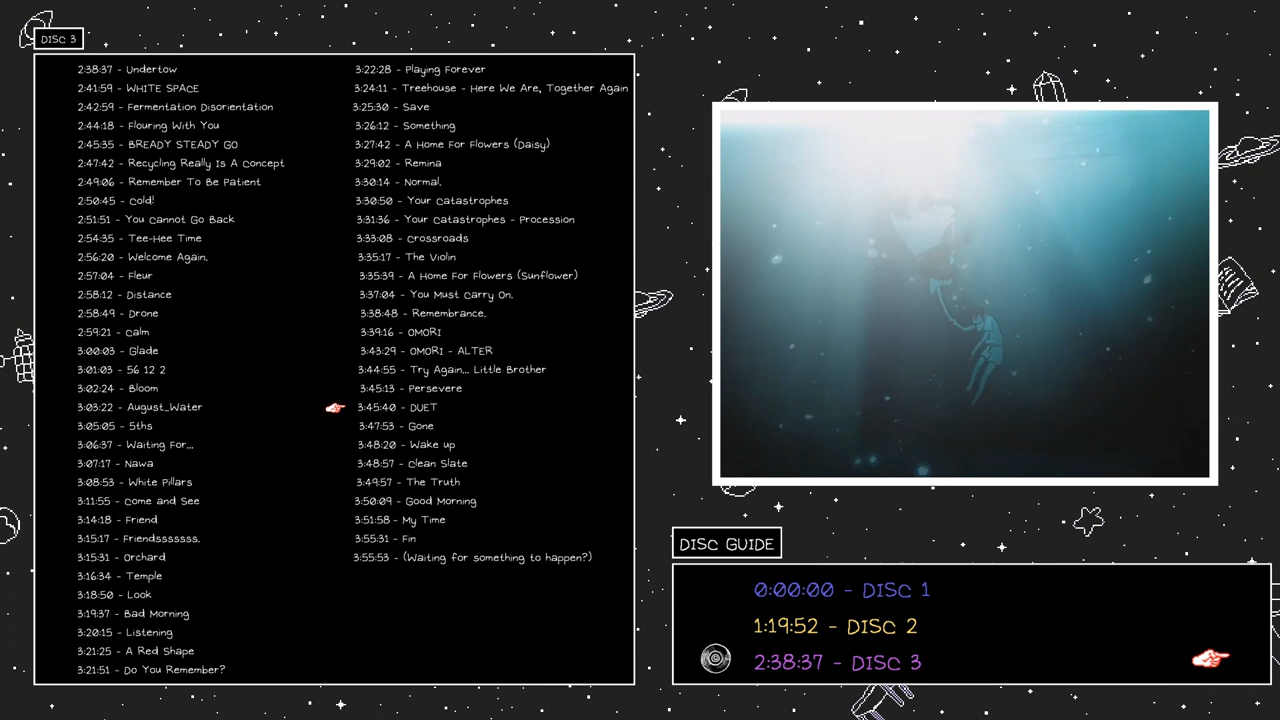 DISC 3
2:38:37 - Undertow
2:41:59 - WHITE SPACE
2:42:59 - Fermentation Disorientation
2:44:18 - Flouring With You
2:45:35 - BREADY STEADY GO
2:47:42 - Recycling Really Is A Concept
2:49:06 - Remember To Be Patient
2:50:45 - Cold!
2:51:51 - You Cannot Go Back
2:54:35 - Tee-Hee Time
2:56:20 - Welcome Again.
2:57:04 - Fleur
2:58:12 - Distance
2:58:49 - Drone
2:59:21 - Calm
3:00:03 - Glade
3:01:03 - 56 12 2
3:02:24 - Bloom
3:03:22 - August_Water
3:05:05 - 5ths
3:06:37 - Waiting For...
3:07:17 - Nawa
3:08:53 - White Pillars
3:11:55 - Come and See
3:14:18 - Friend
3:15:17 - Friendsssssss.
3:15:31 - Orchard
3:16:34 - Temple
3:18:50 - Look
3:19:37 - Bad Morning
3:20:15 - Listening
3:21:25 - A Red Shape
3:21:51 - Do You Remember?
3:22:28 - Playing Forever
3:24:11 - Treehouse - Here We Are, Together Again
3:25:30 - Save
3:26:12 - Something
3:27:42 - A Home For Flowers (Daisy)
3:29:02 - Remina
3:30:14 - Normal.
3:30:50 - Your Catastrophes
3:31:36 - Your Catastrophes - Procession
3:33:08 - Crossroads
3:35:17 - The Violin
3:35:39 - A Home For Flowers (Sunflower)
3:37:04 - You Must Carry On.
3:38:48 - Remembrance.
3:39:16 - OMORI
3:43:29 - OMORI - ALTER
3:44:55 - Try Again... Little Brother
3:45:13 - Persevere
3:45:40 - DUET
3:47:53 - Gone
3:48:20 - Wake up
3:48:57 - Clean Slate
3:49:57 - The Truth
3:50:09 - Good Morning
3:51:58 - My Time
3:55:31 - Fin
3:55:53 - (Waiting for something to happen?)
DISC GUIDE
0:00:00 - DISC 1
1:19:52 - DISC 2
2:38:37 - DISC 3